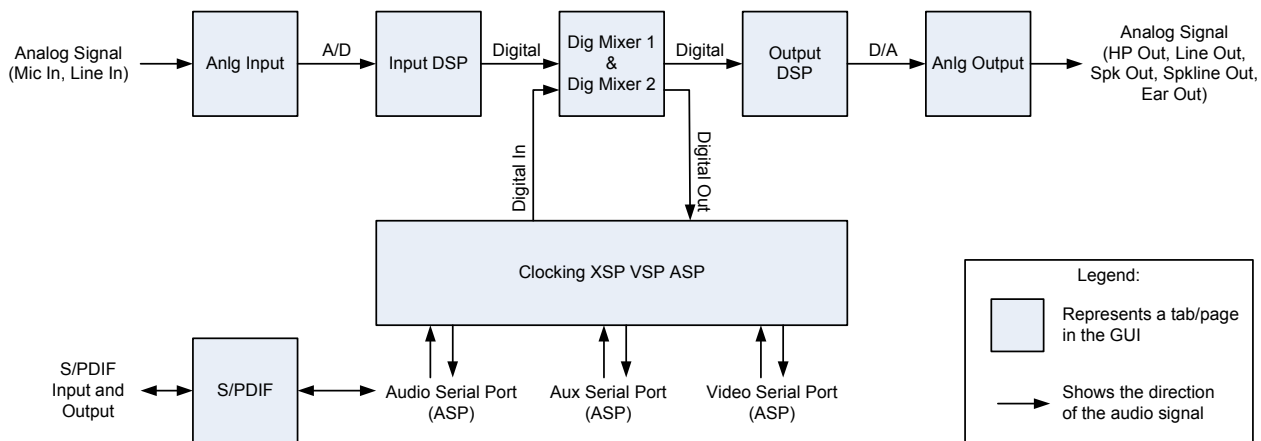 Analog Signal
(Mic In, Line In)
Anlg Input
A/D
Input DSP
Digital
Dig Mixer 1
&
Dig Mixer 2
Digital
Output
DSP
D/A
Anlg Output
Analog Signal
(HP Out, Line Out,
Spk Out, Spkline Out,
Ear Out)
Digital In
Digital Out
Clocking XSP VSP ASP
S/PDIF
Input and
Output
S/PDIF
Audio Serial Port
(ASP)
Aux Serial Port
(ASP)
Video Serial Port
(ASP)
Legend:
Represents a tab/page
in the GUI
Shows the direction
of the audio signal